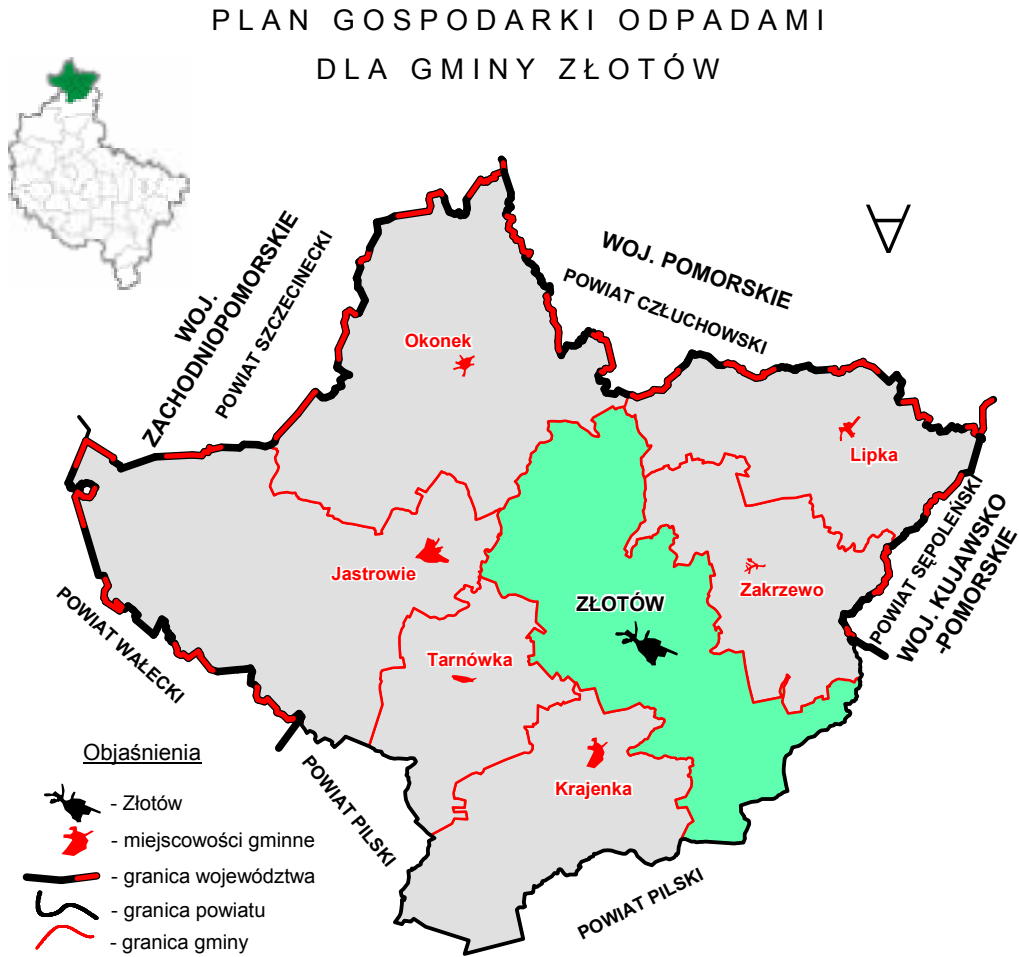 PLAN GOSPODARKI ODPADAMI
DLA GMINY ZŁOTÓW
WOJ.
ZACHODNIOPOMORSKIE
POWIAT SZCZECINECKI
WOJ. POMORSKIE
POWIAT CZŁUCHOWSKI
Okonek
Lipka
Jastrowie
Zakrzewo
ZŁOTÓW
Tarnówka
Krajenka
POWIAT SĘPOLEŃSKI
WOJ. KUJAWSKO
-POMORSKIE
POWIAT WAŁECKI
POWIAT PILSKI
POWIAT PILSKI
Objaśnienia
- Złotów
- miejscowości gminne
- granica województwa
- granica powiatu
- granica gminy